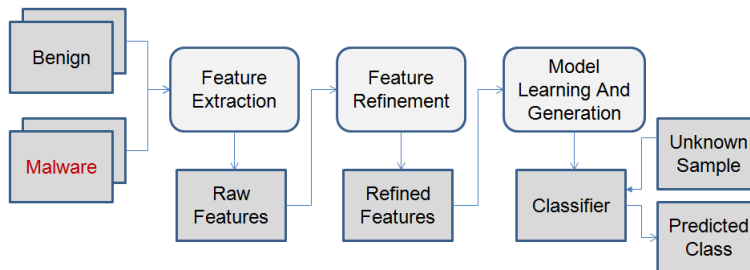 Benign
Malware
Feature
Extraction
Raw
Features
Feature
Refinement
Refined
Features
Model
Learning And
Generation
Classifier
Unknown
Sample
Predicted
Class